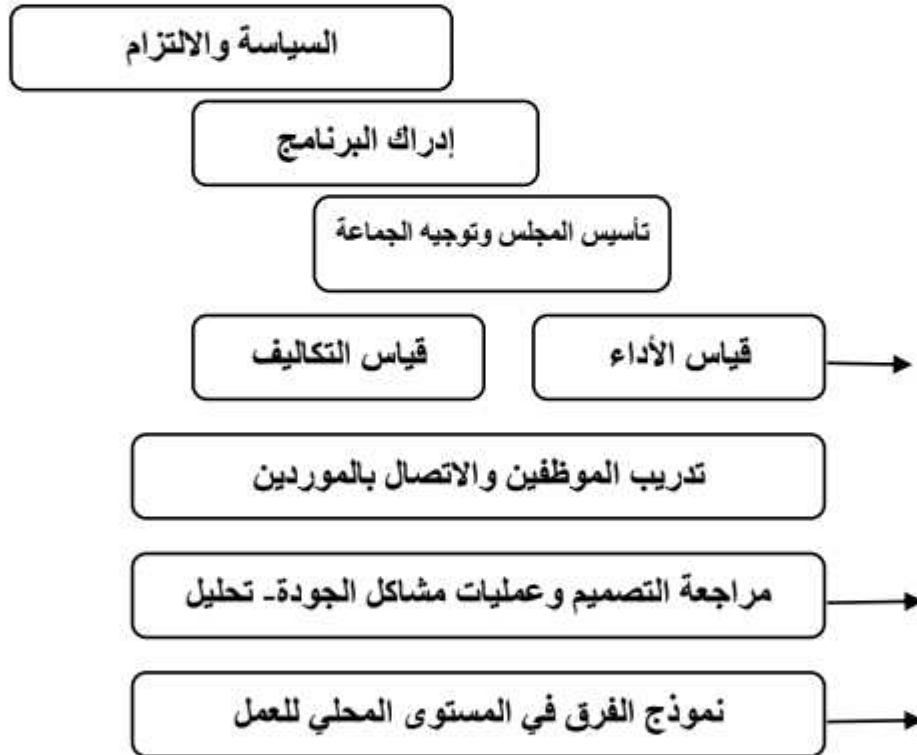 السياسة والالتزام
إدراك البرنامج
تأسيس المجلس وتوجيه الجماعة
قياس الأداء
قياس التكاليف
تدريب الموظفين والاتصال بالموردين
مراجعة التصميم وعمليات مشاكل الجودة- تحليل
نموذج الفرق في المستوى المحلي للعمل